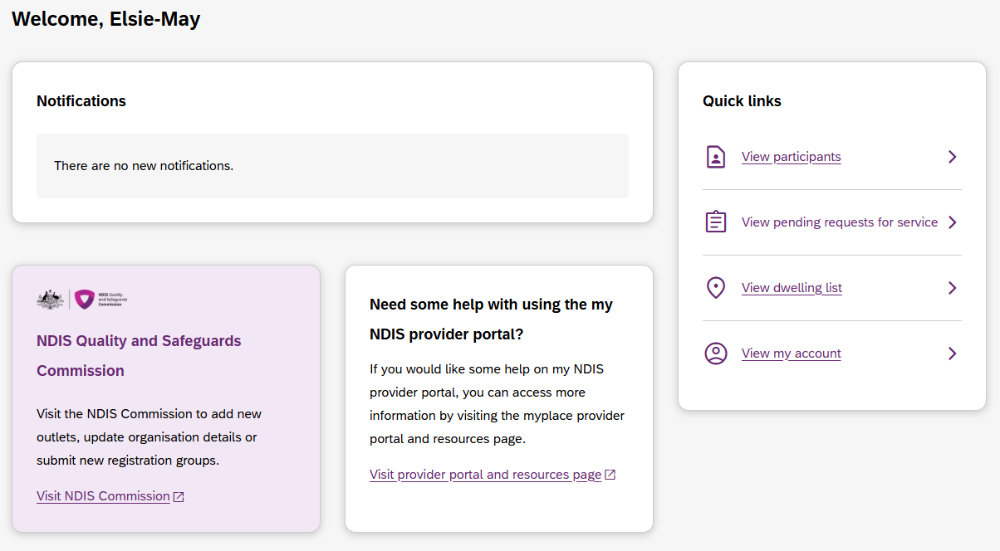 Welcome, Elsie-May
Notifications
There are no new notifications.
NDIS Quality
and Safeguards
Commission
NDIS Quality and Safeguards
Commission
Visit the NDIS Commission to add new
outlets, update organisation details or
submit new registration groups.
Visit NDIS Commission
Need some help with using the my
NDIS provider portal?
If you would like some help on my NDIS
provider portal, you can access more
information by visiting the myplace provider
portal and resources page.
Visit provider portal and resources page
Quick links
View participants
View pending requests for service
View dwelling list
View my account